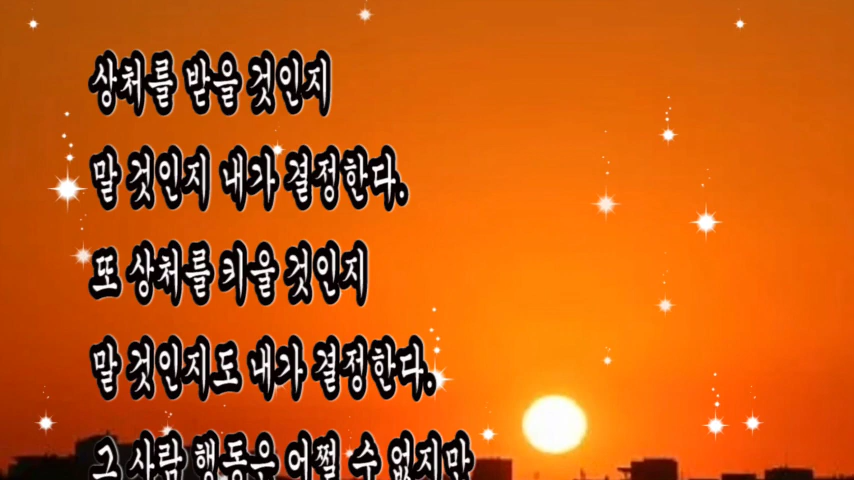 상처를 받을 것인지
말 것인지 내가 결정한다.
또 상처를 키울 것인지
말 것인지도 내가 결정한다.
그 사람 행동은 어쩔 수 없지만